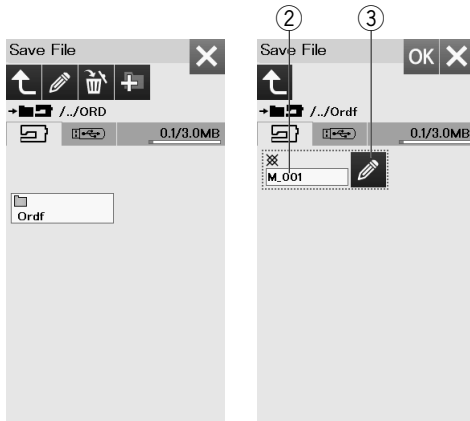 ② ③
Save File
/../ORD
0.1/3.0MB
Ordf
Save File
OK
/../Ordf
0.1/3.0MB
M_001